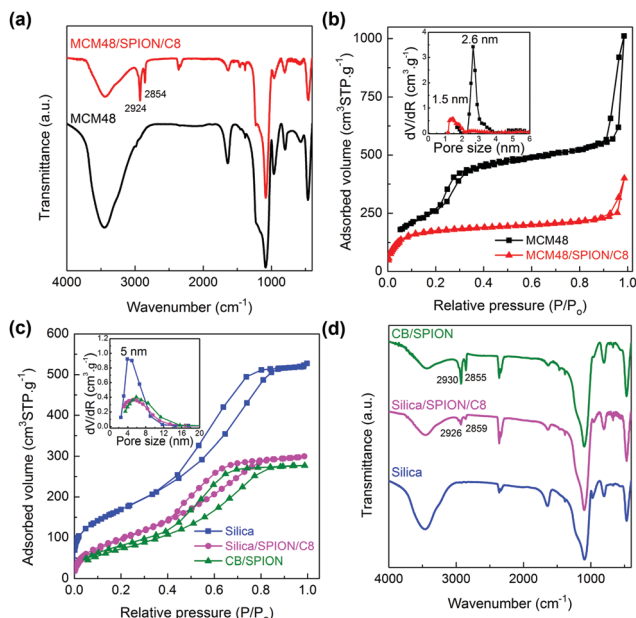 (a)
MCM48/SPION/C8
2854
2924
MCM48
Transmittance (a.u.)
4000 3000 2000 1000
Wavenumber (cm-1)
(b)
1000
750
500
250
0
Adsorbed volume (cm3STP.g-1)
4
3
2
1
0
dV/dR (cm3.g-1)
2.6 nm
1.5 nm
0 1 2 3 4 5 6
Pore size (nm)
MCM48
MCM48/SPION/C8
0.0 0.2 0.4 0.6 0.8 1.0
Relative pressure (P/Po)
(c)
600
500
400
300
200
100
0
Adsorbed volume (cm3STP.g-1)
1.0
0.8
0.6
0.4
0.2
0.0
dV/dR (cm3.g-1)
5 nm
0 4 8 12 16 20
Pore size (nm)
Silica
Silica/SPION/C8
CB/SPION
0.0 0.2 0.4 0.6 0.8 1.0
Relative pressure (P/Po)
(d)
CB/SPION
2930 2855
Silica/SPION/C8
2926 2859
Silica
Transmittance (a.u.)
4000 3000 2000 1000
Wavenumber (cm-1)